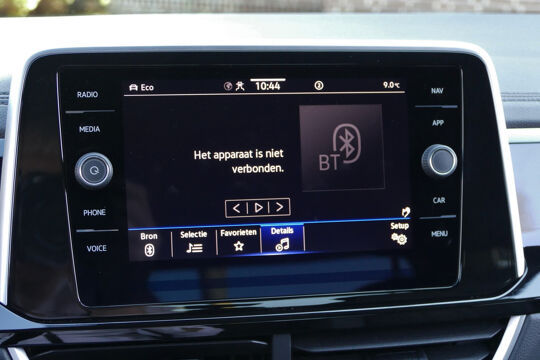 RADIO
MEDIA
PHONE
VOICE
Eco
10:44
9.0 °C
Het apparaat is niet
verbonden.
BT
Bron
Selectie
Favorieten
Details
Setup
NAV
APP
CAR
MENU